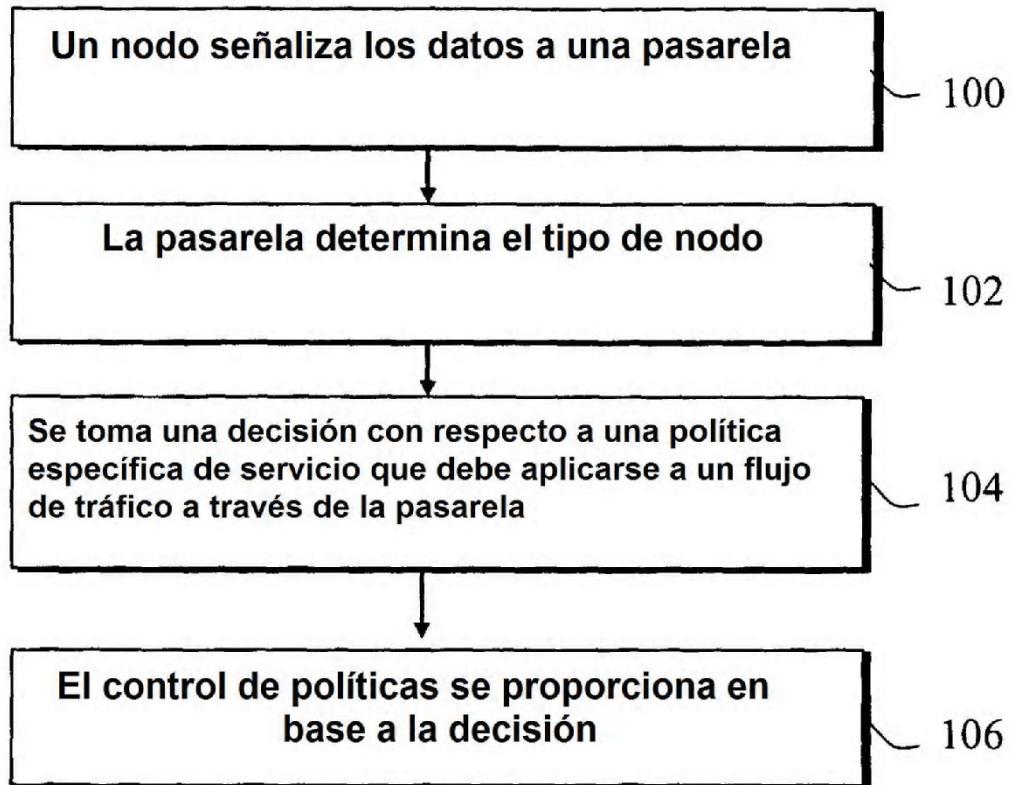 Un nodo señaliza los datos a una pasarela
100
La pasarela determina el tipo de nodo
102
Se toma una decisión con respecto a una política
específica de servicio que debe aplicarse a un flujo
de tráfico a través de la pasarela
104
El control de políticas se proporciona en
base a la decisión
106